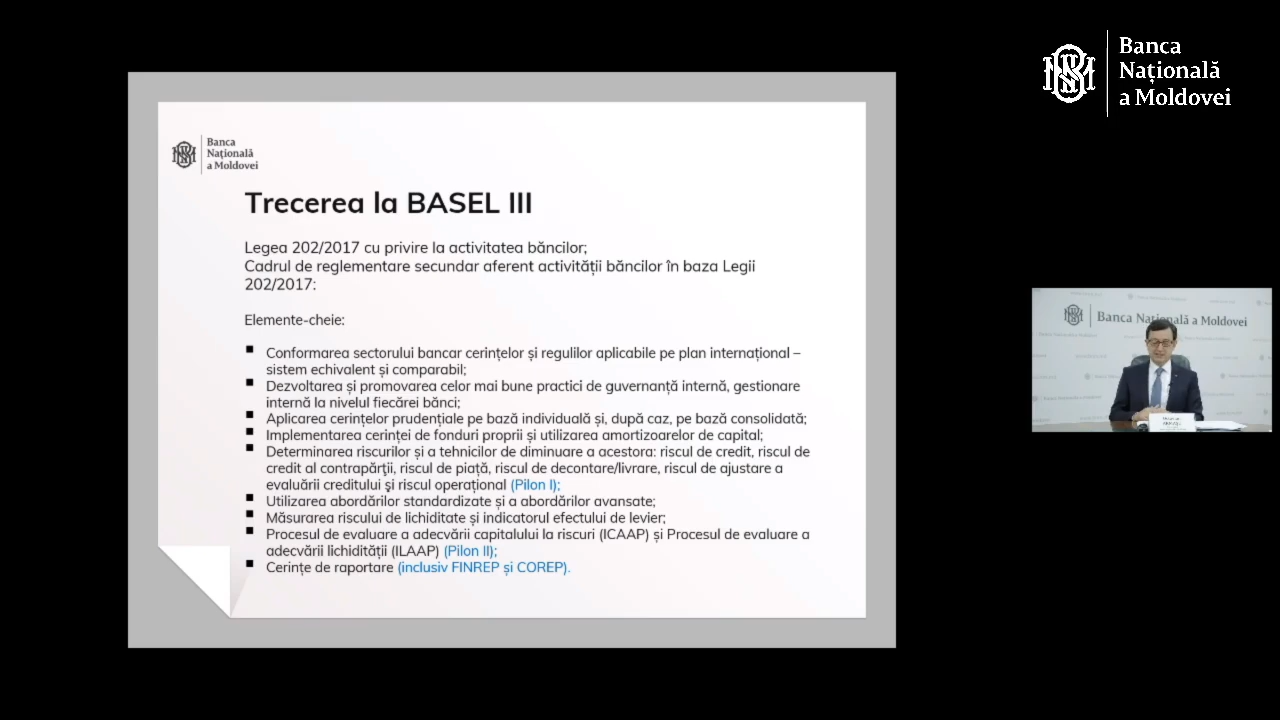 Banca
Națională
a Moldovei
Banca
Națională
a Moldovei
Trecerea la BASEL III
Legea 202/2017 cu privire la activitatea băncilor;
Cadrul de reglementare secundar aferent activității băncilor în baza Legii
202/2017:
Elemente-cheie:
Conformarea sectorului bancar cerințelor și regulilor aplicabile pe plan internațional –
sistem echivalent și comparabil;
Dezvoltarea și promovarea celor mai bune practici de guvernanță internă, gestionare
internă la nivelul fiecărei bănci;
Aplicarea cerințelor prudențiale pe bază individuală și, după caz, pe bază consolidată;
Implementarea cerinței de fonduri proprii și utilizarea amortizoarelor de capital;
Determinarea riscurilor și a tehnicilor de diminuare a acestora: riscul de credit, riscul de
credit al contrapărţii, riscul de piață, riscul de decontare/livrare, riscul de ajustare a
evaluării creditului şi riscul operațional (Pilon I);
Utilizarea abordărilor standardizate și a abordărilor avansate;
Măsurarea riscului de lichiditate și indicatorul efectului de levier;
Procesul de evaluare a adecvării capitalului la riscuri (ICAAP) și Procesul de evaluare a
adecvării lichidității (ILAAP) (Pilon II);
Cerințe de raportare (inclusiv FINREP și COREP).
Banca Națională a Moldovei